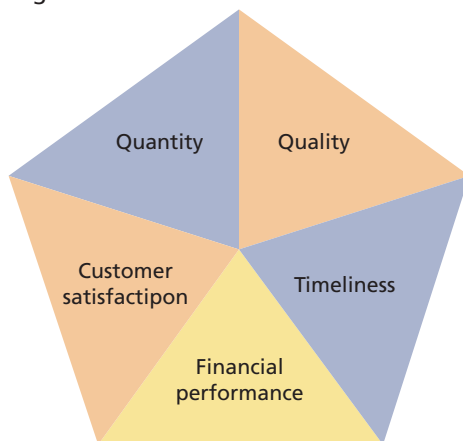 Quantity
Quality
Customer
satisfactipon
Timeliness
Financial
performance